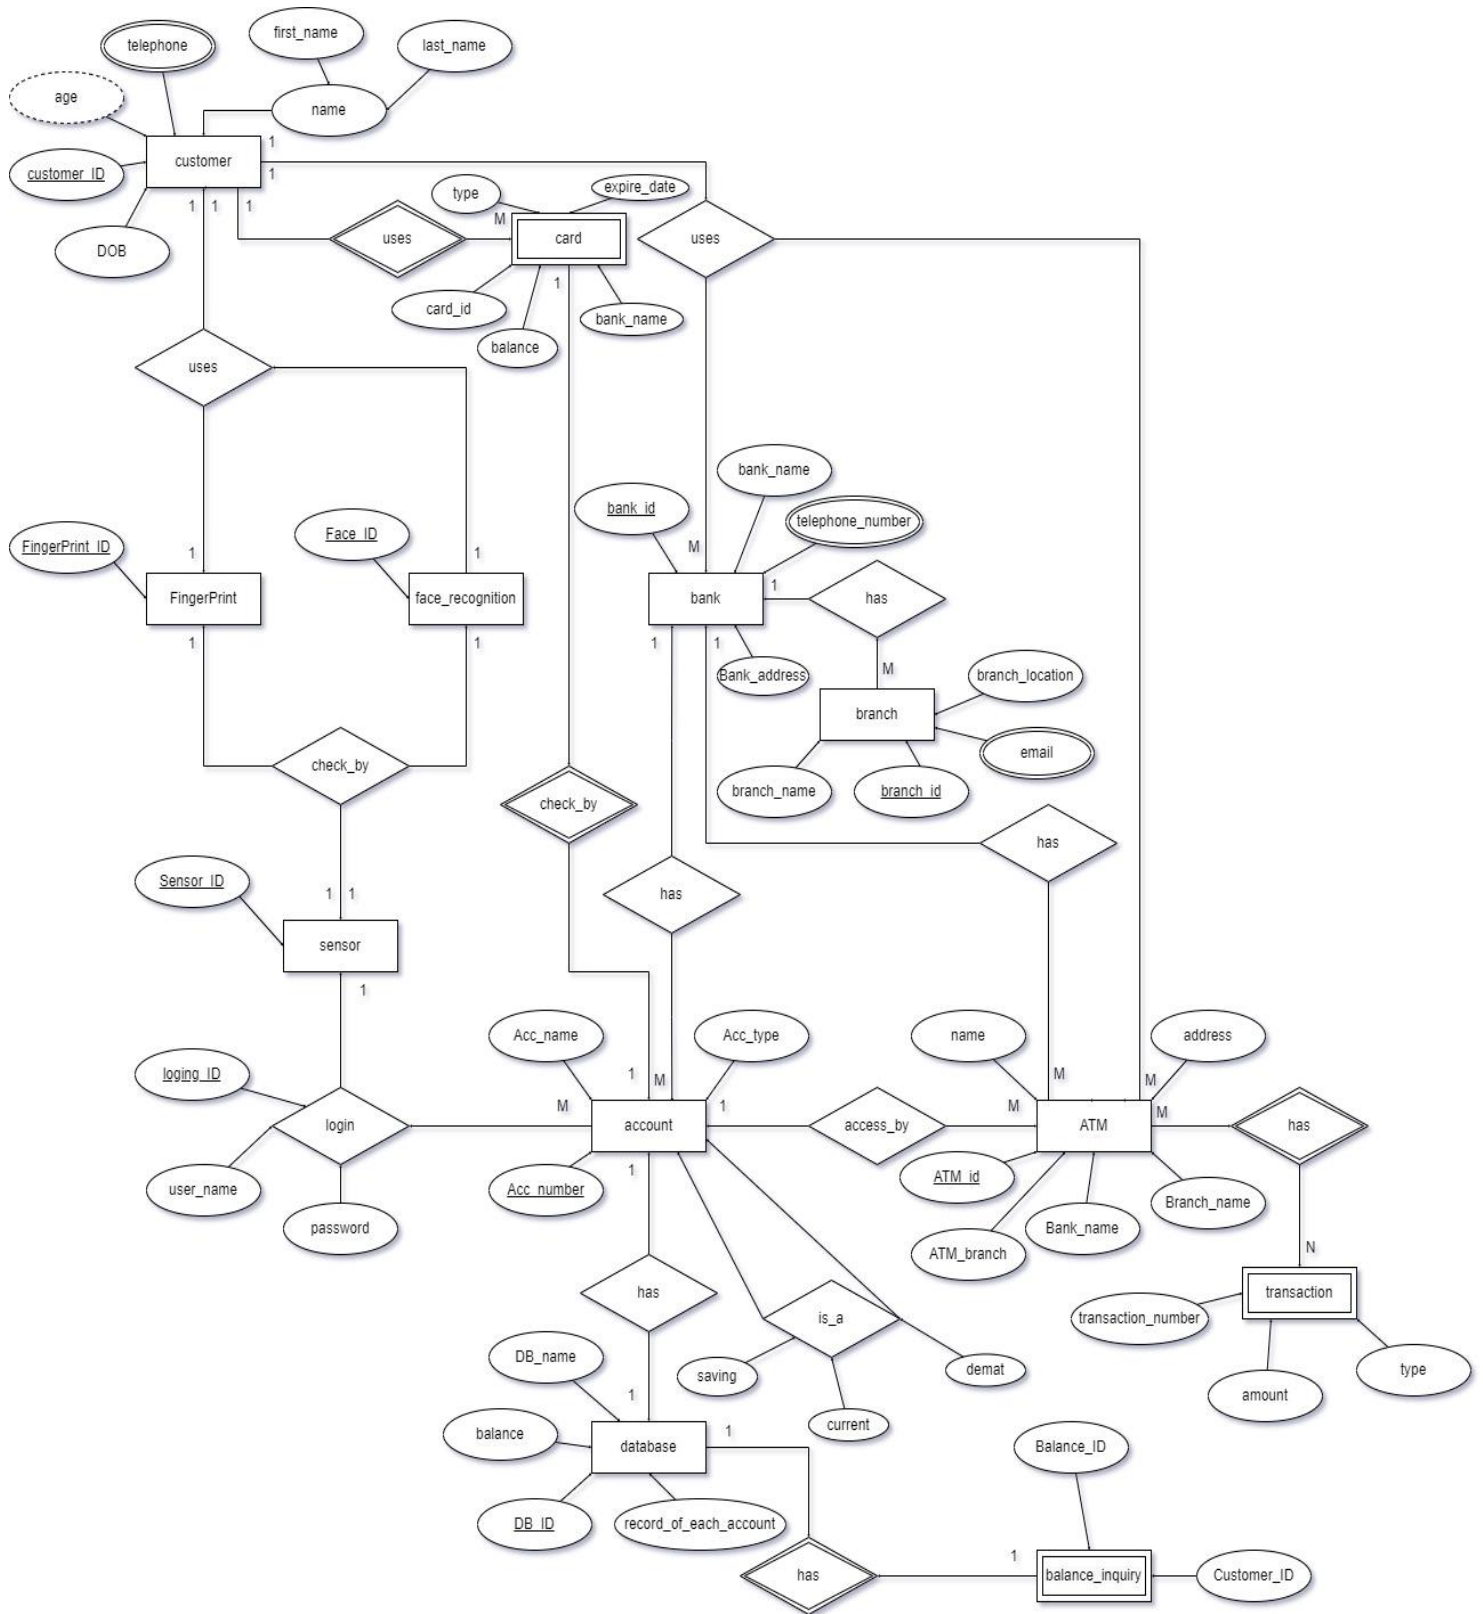 first_name
telephone
last_name
age
name
1
customer
1
customer_ID
expire_date
type
1
1
1
M
uses
card
uses
DOB
1
card_id
bank_name
balance
uses
bank_name
bank_id
telephone_number
FingerPrint_ID
Face_ID
1
1
M
1
FingerPrint
face_recognition
bank
has
1
1
1
1
M
Bank_address
branch_location
branch
email
check_by
branch_name
branch_id
check_by
has
Sensor_ID
1
1
has
sensor
1
Acc_name
Acc_type
name
address
loging_ID
1
M
M
M
M
1
M
M
login
account
access_by
ATM
has
1
ATM_id
user_name
Acc_number
Branch_name
password
Bank_name
ATM_branch
N
has
transaction
is_a
transaction_number
DB_name
saving
demat
type
1
amount
current
balance
1
database
Balance_ID
DB_ID
record_of_each_account
1
has
balance_inquiry
Customer_ID